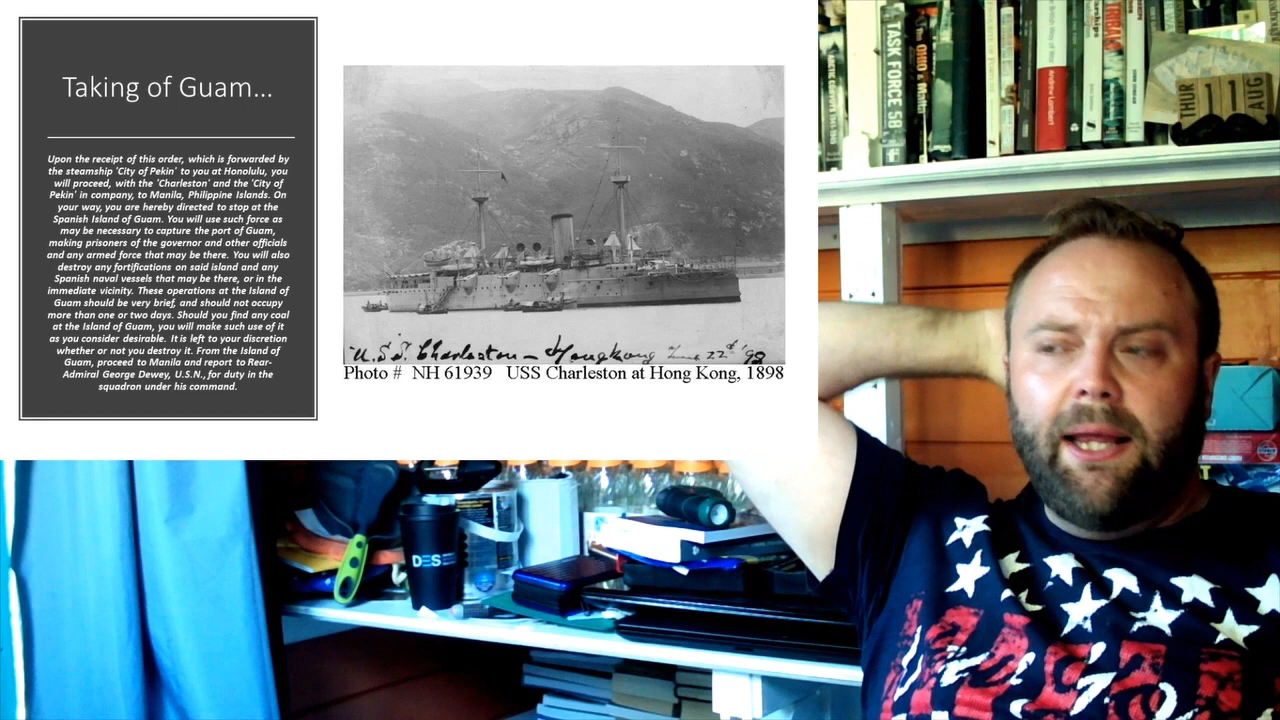 Taking of Guam...
Upon the receipt of this order, which is forwarded by
the steamship 'City of Pekin' to you at Honolulu, you
will proceed, with the 'Charleston' and the 'City of
Pekin' in company, to Manila, Philippine Islands. On
your way, you are hereby directed to stop at the
Spanish Island of Guam. You will use such force as
may be necessary to capture the port of Guam,
making prisoners of the governor and other officials
and any armed force that may be there. You will also
destroy any fortifications on said island and any
Spanish naval vessels that may be there, or in the
immediate vicinity. These operations at the Island of
Guam should be very brief, and should not occupy
more than one or two days. Should you find any coal
at the Island of Guam, you will make such use of it
as you consider desirable. It is left to your discretion
whether or not you destroy it. From the Island of
Guam, proceed to Manila and report to Rear-
Admiral George Dewey, U.S.N., for duty in the
squadron under his command.
U.S.S. Charleston - Hongkong June 22d '98
Photo # NH 61939 USS Charleston at Hong Kong, 1898
TASK FORCE 58
Andrew Lambert
THUR 11 AUG
DESE